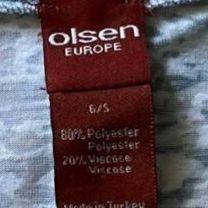 olsen
EUROPE
6/S
80% Polyester
Polyester
20% Viscose
Viscose
Made in Turkey